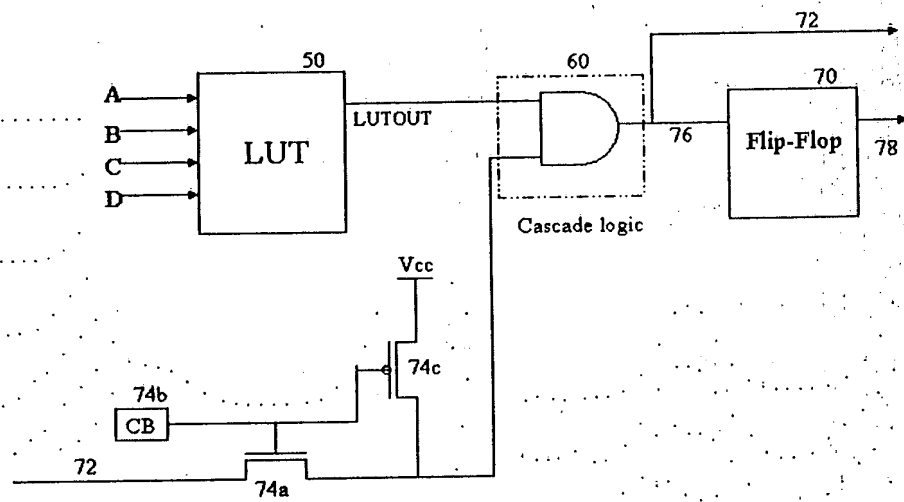 72
50
60
70
A
B
C
D
LUT
LUTOUT
76
Flip-Flop
78
Cascade logic
Vcc
74c
74b
CB
72
74a